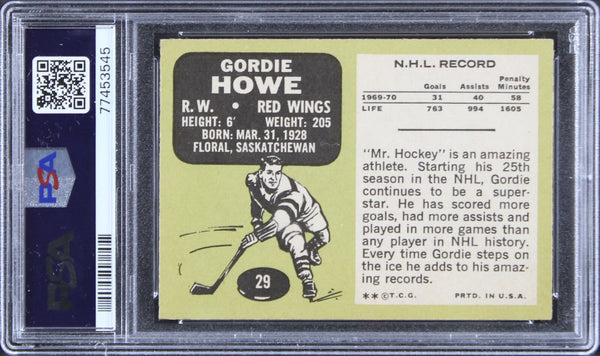 PSA
77453545
PSA
PSA
GORDIE
HOWE
R.W. • RED WINGS
HEIGHT: 6' WEIGHT: 205
BORN: MAR. 31, 1928
FLORAL, SASKATCHEWAN
29
N.H.L. RECORD
Goals Assists Penalty Minutes
1969-70 31 40 58
LIFE 763 994 1605
"Mr. Hockey" is an amazing
athlete. Starting his 25th
season in the NHL, Gordie
continues to be a super-
star. He has scored more
goals, had more assists and
played in more games than
any player in NHL history.
Every time Gordie steps on
the ice he adds to his amaz-
ing records.
**©T.C.G. PRTD. IN U.S.A.